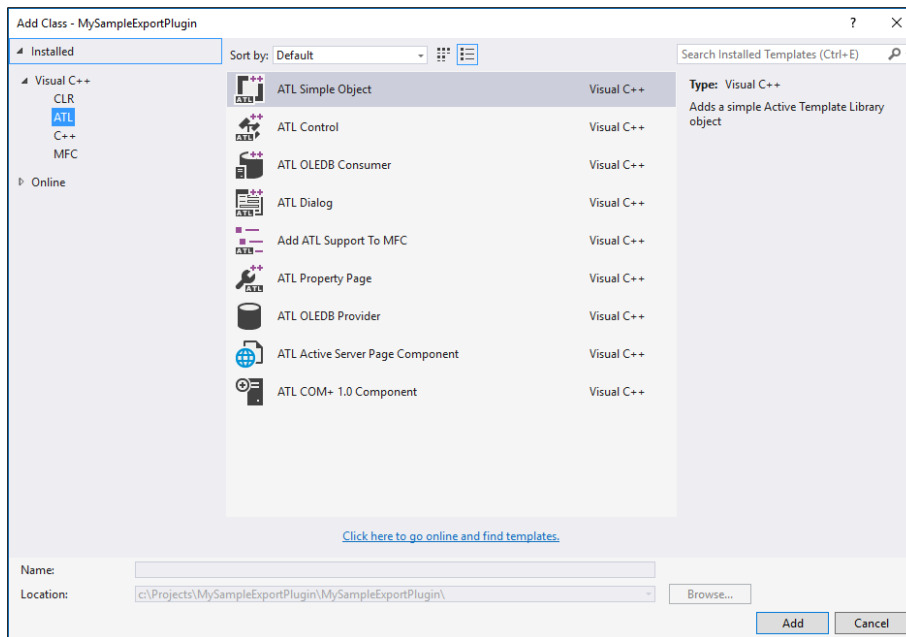 Add Class - MySampleExportPlugin
Installed
Sort by: Default
Search Installed Templates (Ctrl+E)
Visual C++
CLR
ATL
C++
MFC
Online
ATL Simple Object Visual C++
ATL Control Visual C++
ATL OLEDB Consumer Visual C++
ATL Dialog Visual C++
Add ATL Support To MFC Visual C++
ATL Property Page Visual C++
ATL OLEDB Provider Visual C++
ATL Active Server Page Component Visual C++
ATL COM+ 1.0 Component Visual C++
Type: Visual C++
Adds a simple Active Template Library
object
Click here to go online and find templates.
Name:
Location: c:\Projects\MySampleExportPlugin\MySampleExportPlugin\
Browse...
Add Cancel